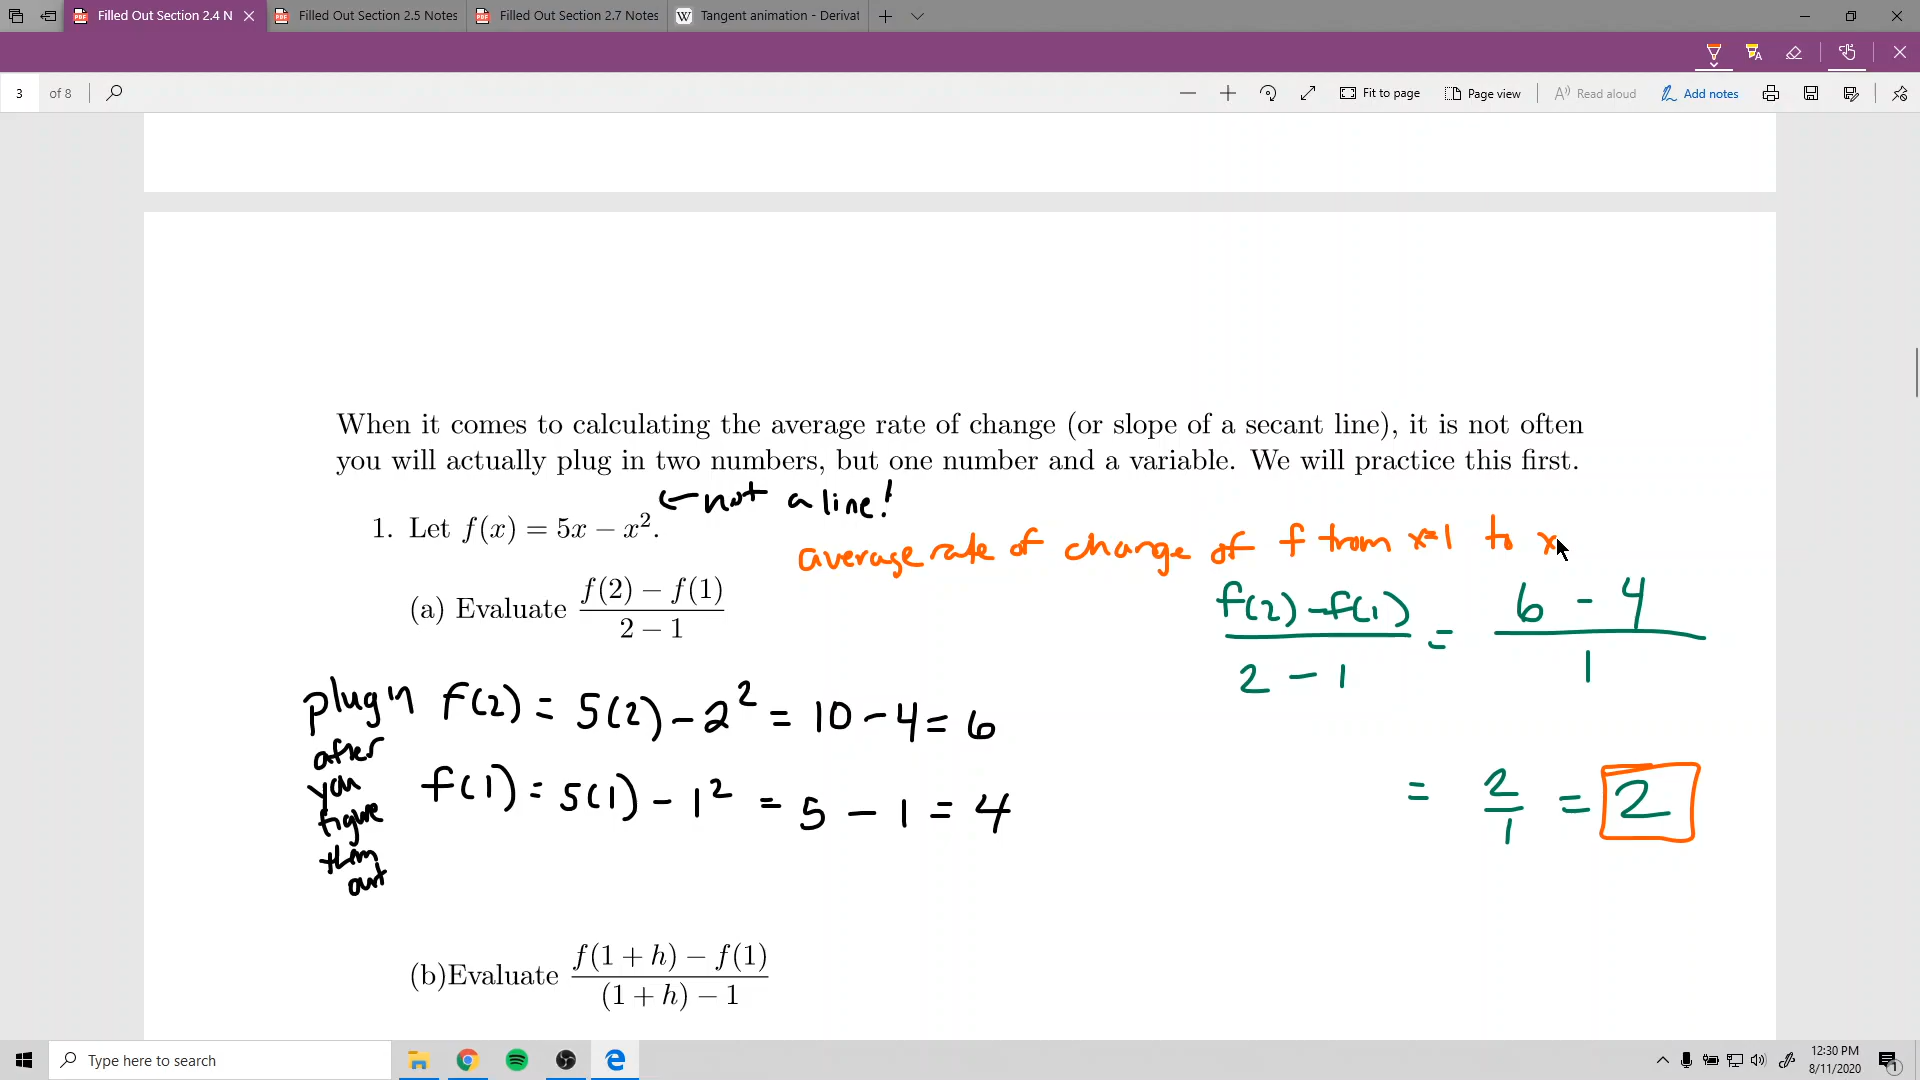 Filled Out Section 2.4 N
Filled Out Section 2.5 Notes
Filled Out Section 2.7 Notes
W Tangent animation - Derivat
3 of 8
Fit to page
Page view
A Read aloud
Add notes
When it comes to calculating the average rate of change (or slope of a secant line), it is not often
you will actually plug in two numbers, but one number and a variable. We will practice this first.
← not a line!
1. Let f(x) = 5x − x².
average rate of change of f from x=1 to x
(a) Evaluate f(2) − f(1) / 2 − 1
f(2) − f(1) / 2 − 1 = 6 − 4 / 1
plug in
after
you
figure
them
out
f(2) = 5(2) − 2² = 10 − 4 = 6
f(1) = 5(1) − 1² = 5 − 1 = 4
= 2/1 = 2
(b)Evaluate f(1 + h) − f(1) / (1 + h) − 1
Type here to search
12:30 PM
8/11/2020
1